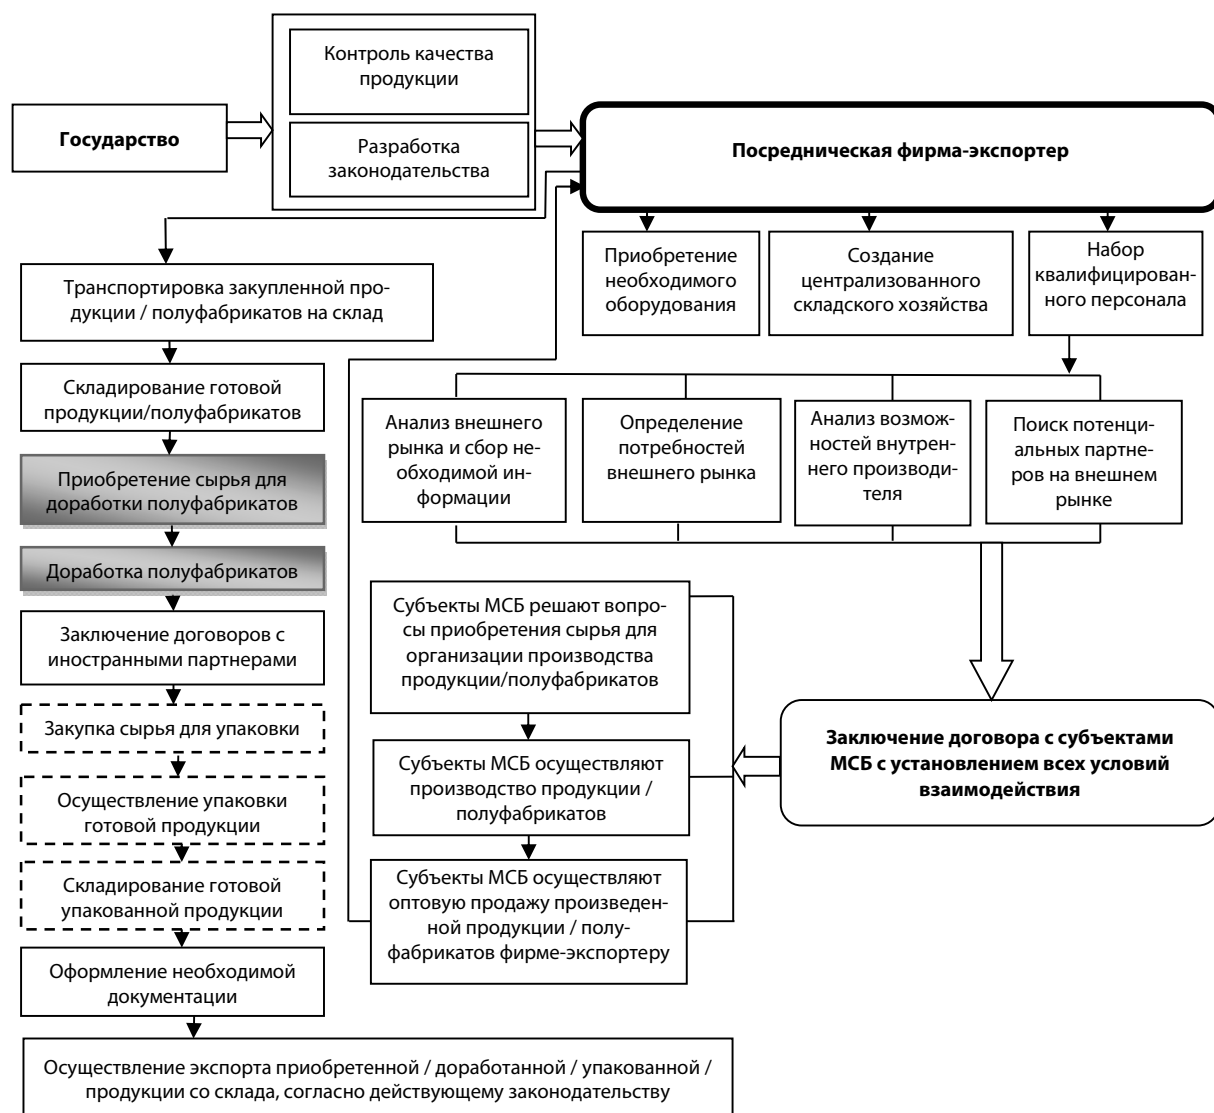 Контроль качества
продукции
Государство
Разработка
законодательства
Посредническая фирма-экспортер
Приобретение
необходимого
оборудования
Создание
централизованного
складского хозяйства
Набор
квалифицирован-
ного персонала
Транспортировка закупленной про-
дукции / полуфабрикатов на склад
Складирование готовой
продукции/полуфабрикатов
Приобретение сырья для
доработки полуфабрикатов
Доработка полуфабрикатов
Заключение договоров с
иностранными партнерами
Закупка сырья для упаковки
Осуществление упаковки
готовой продукции
Складирование готовой
упакованной продукции
Оформление необходимой
документации
Осуществление экспорта приобретенной / доработанной / упакованной /
продукции со склада, согласно действующему законодательству
Анализ внешнего
рынка и сбор не-
обходимой ин-
формации
Определение
потребностей
внешнего рынка
Анализ возмож-
ностей внутрен-
него производи-
теля
Поиск потенци-
альных партне-
ров на внешнем
рынке
Субъекты МСБ решают вопро-
сы приобретения сырья для
организации производства
продукции/полуфабрикатов
Субъекты МСБ осуществляют
производство продукции /
полуфабрикатов
Субъекты МСБ осуществляют
оптовую продажу произведен-
ной продукции / полу-
фабрикатов фирме-экспортеру
Заключение договора с субъектами
МСБ с установлением всех условий
взаимодействия